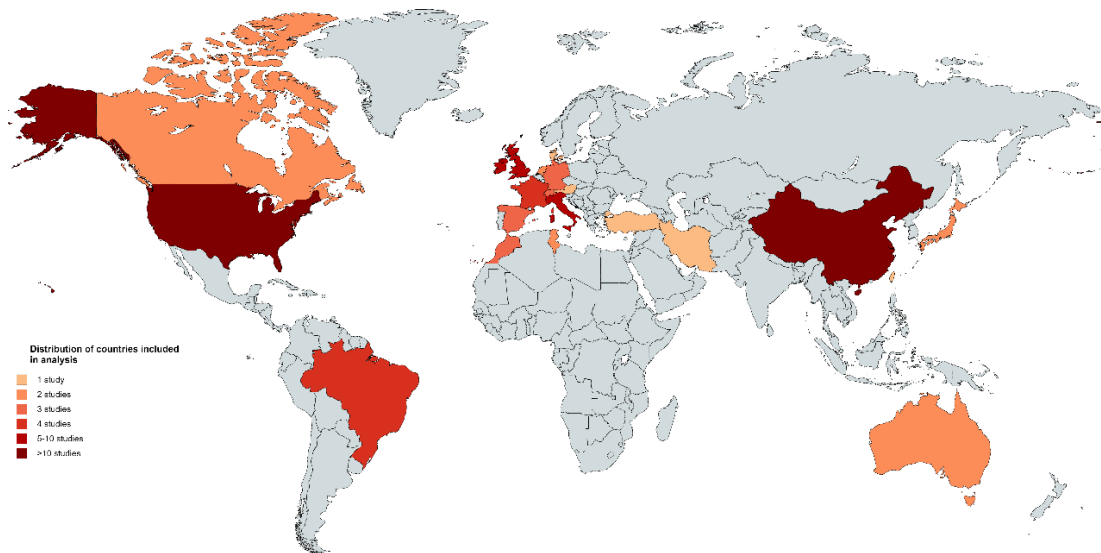 Distribution of countries included
in analysis
1 study
2 studies
3 studies
4 studies
5-10 studies
>10 studies